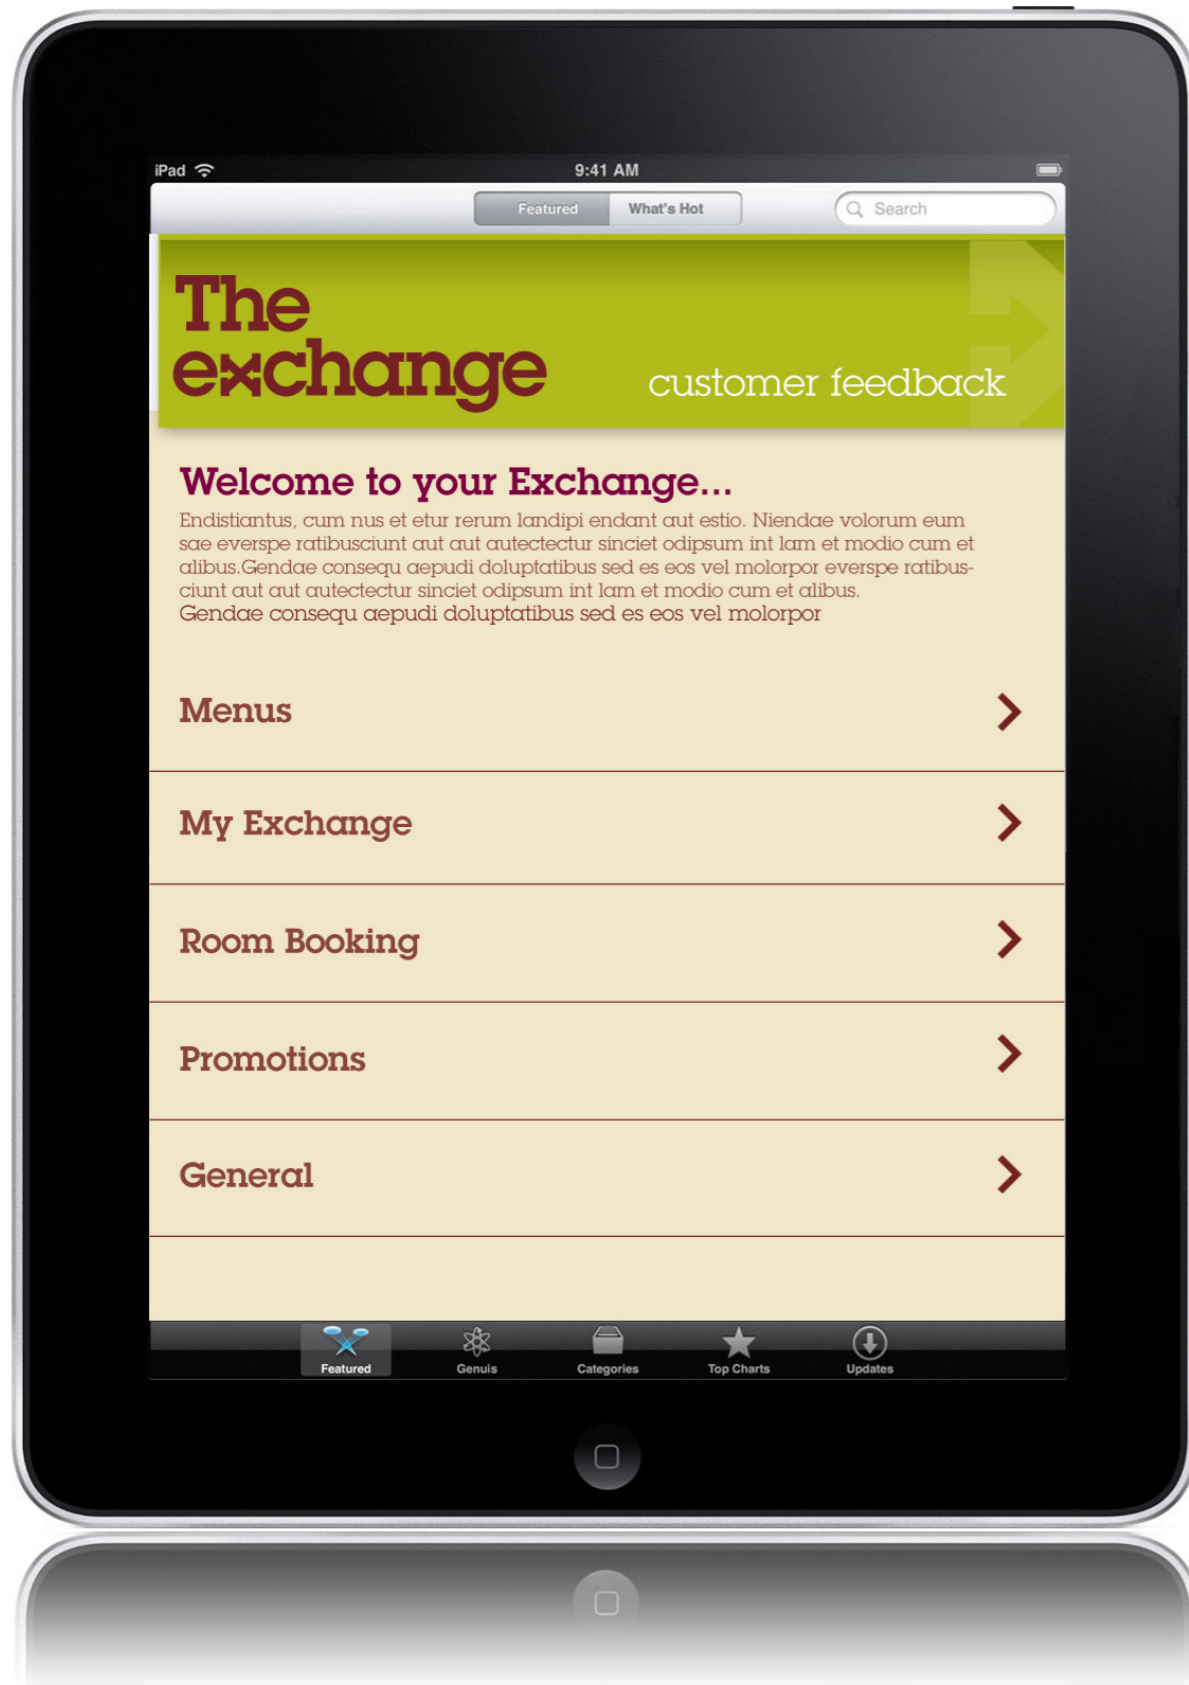 iPad 9:41 AM
Featured What's Hot Search
The
exchange
customer feedback
Welcome to your Exchange...
Endistiantus, cum nus et etur rerum landipi endant aut estio. Niendae volorum eum
sae everspe ratibusciunt aut aut autectectur sinciet odipsum int lam et modio cum et
alibus.Gendae consequ aepudi doluptatibus sed es eos vel molorpor everspe ratibus-
ciunt aut aut autectectur sinciet odipsum int lam et modio cum et alibus.
Gendae consequ aepudi doluptatibus sed es eos vel molorpor
Menus
My Exchange
Room Booking
Promotions
General
Featured Genuis Categories Top Charts Updates